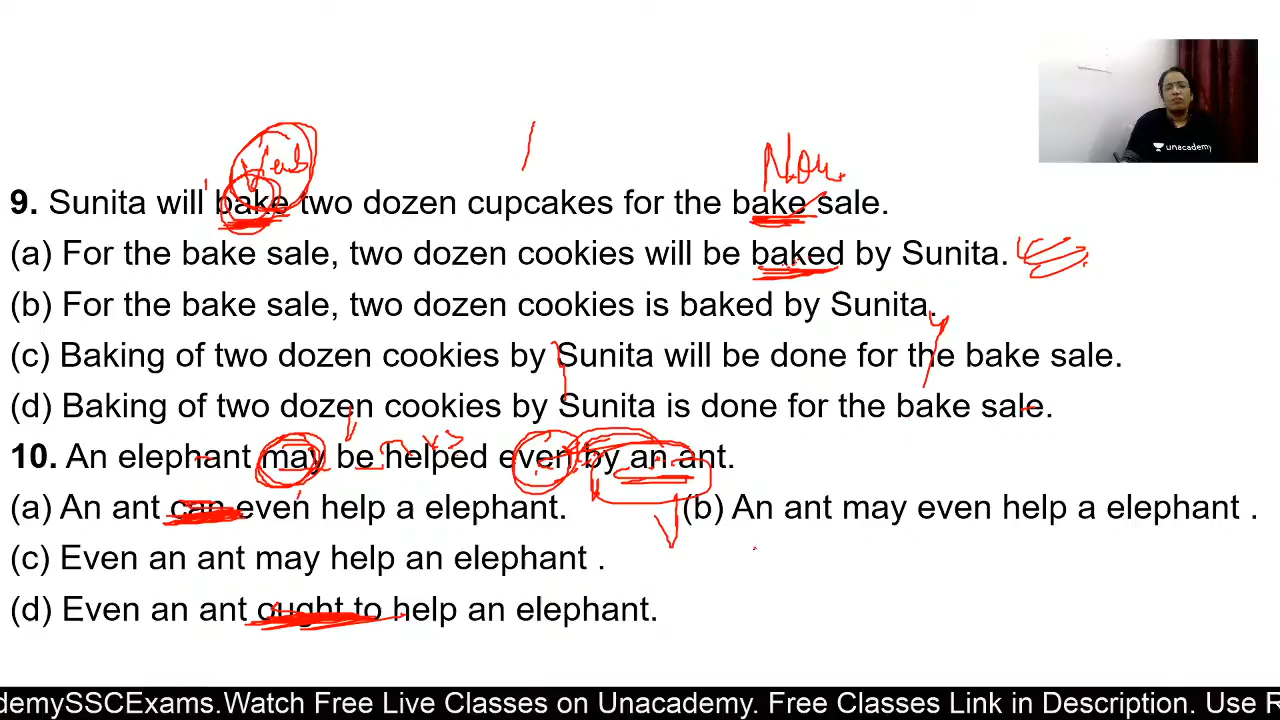 unacademy
Verb
Noun
9. Sunita will bake two dozen cupcakes for the bake sale.
(a) For the bake sale, two dozen cookies will be baked by Sunita.
(b) For the bake sale, two dozen cookies is baked by Sunita.
(c) Baking of two dozen cookies by Sunita will be done for the bake sale.
(d) Baking of two dozen cookies by Sunita is done for the bake sale.
10. An elephant may be helped even by an ant.
(a) An ant can even help a elephant. (b) An ant may even help a elephant .
(c) Even an ant may help an elephant .
(d) Even an ant ought to help an elephant.
demySSCExams.Watch Free Live Classes on Unacademy. Free Classes Link in Description. Use R